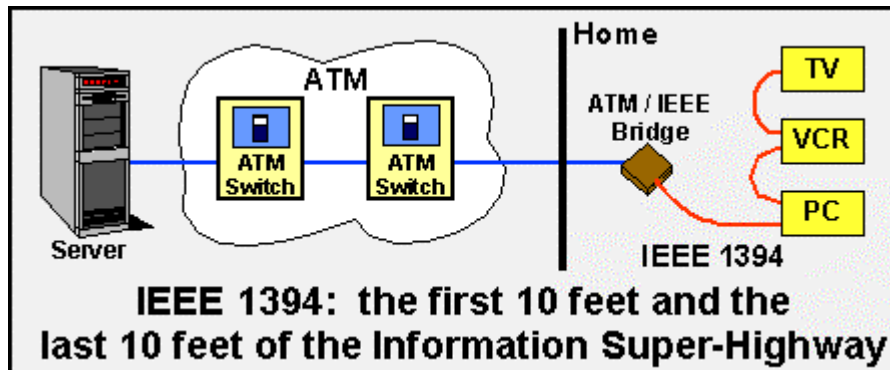 Home
ATM
TV
ATM / IEEE
Bridge
VCR
ATM
Switch
ATM
Switch
PC
Server
IEEE 1394
IEEE 1394: the first 10 feet and the
last 10 feet of the Information Super-Highway